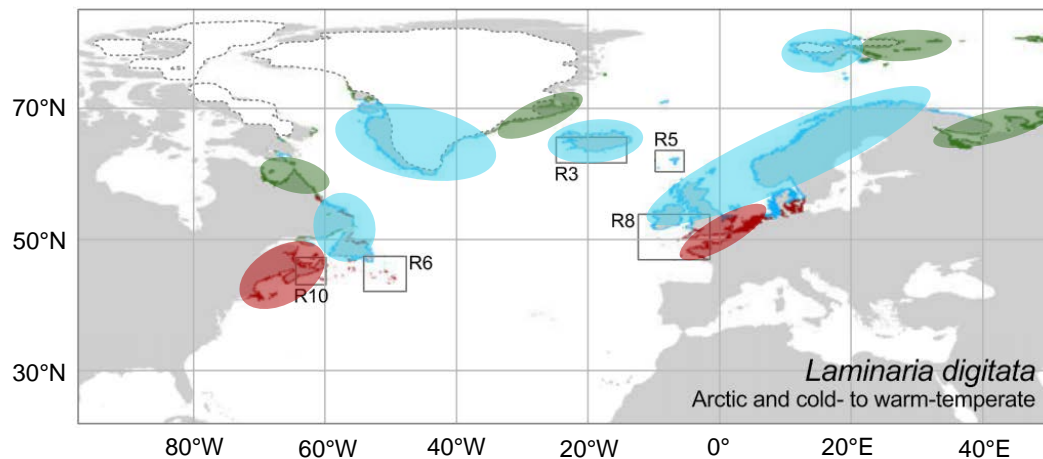 70°N
50°N
30°N
R3
R5
R8
R6
R10
Laminaria digitata
Arctic and cold- to warm-temperate
80°W
60°W
40°W
20°W
0°
20°E
40°E